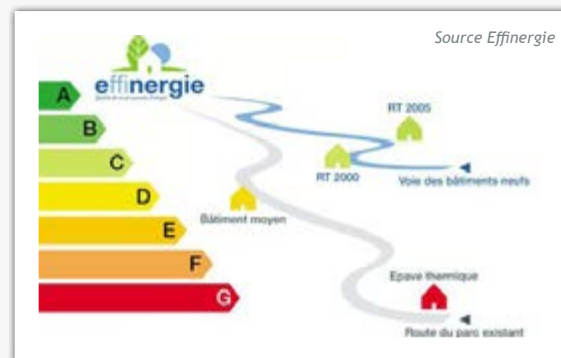 Source Effinergie
effinergie
A
B
C
D
E
F
G
RT 2005
RT 2000
Voie des bâtiments neufs
Bâtiment moyen
Epave thermique
Route du parc existant